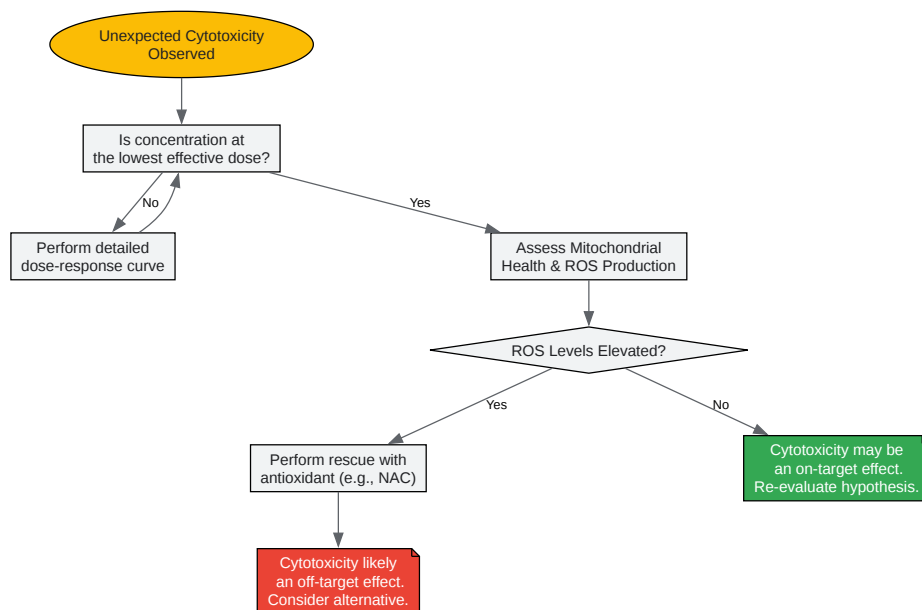 Unexpected Cytotoxicity
Observed
Is concentration at
the lowest effective dose?
No
Yes
Perform detailed
dose-response curve
Assess Mitochondrial
Health & ROS Production
ROS Levels Elevated?
Yes
No
Perform rescue with
antioxidant (e.g., NAC)
Cytotoxicity may be
an on-target effect.
Re-evaluate hypothesis.
Cytotoxicity likely
an off-target effect.
Consider alternative.